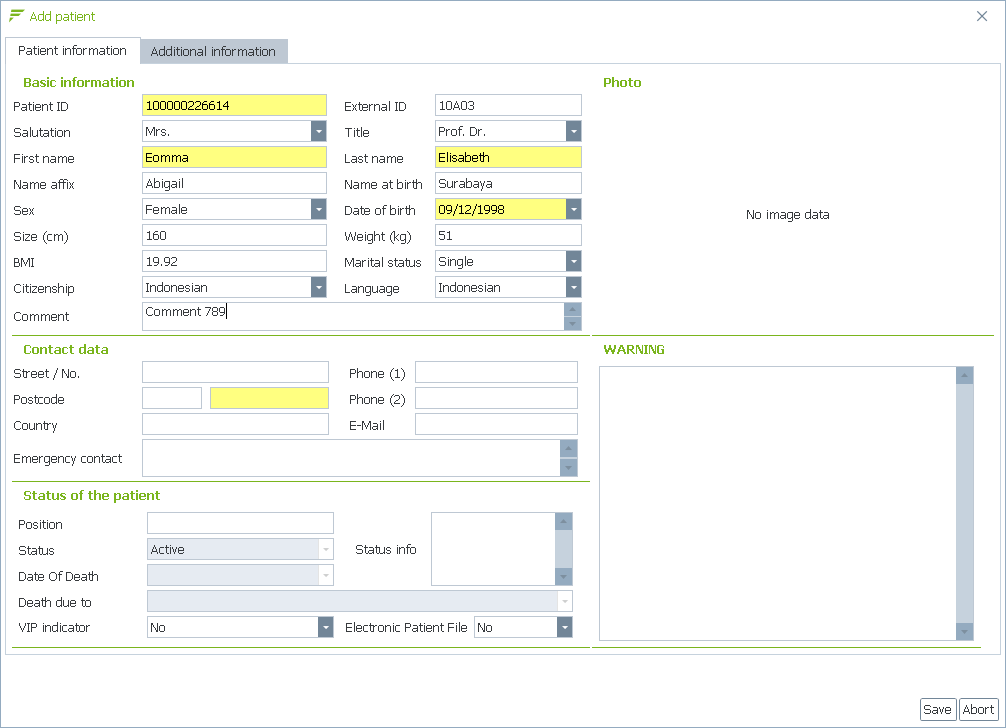 Add patient
Patient information Additional information
Basic information Photo
Patient ID 100000226614 External ID 10A03
Salutation Mrs. Title Prof. Dr.
First name Eomma Last name Elisabeth
Name affix Abigail Name at birth Surabaya
Sex Female Date of birth 09/12/1998
No image data
Size (cm) 160 Weight (kg) 51
BMI 19.92 Marital status Single
Citizenship Indonesian Language Indonesian
Comment Comment 789
Contact data WARNING
Street / No. Phone (1)
Postcode Phone (2)
Country E-Mail
Emergency contact
Status of the patient
Position
Status Active Status info
Date Of Death
Death due to
VIP indicator No Electronic Patient File No
Save Abort